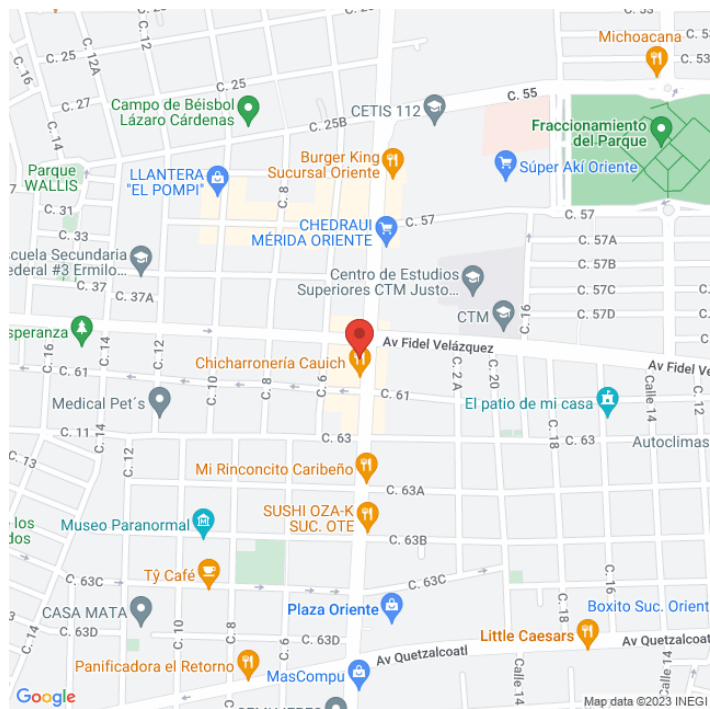 C. 53
C. 53
Michoacana
C. 12
C. 12A
C. 14
C. 25
C. 25
C. 27
C. 55
C. 25B
Campo de Béisbol
Lázaro Cárdenas
CETIS 112
Fraccionamiento
del Parque
Burger King
Sucursal Oriente
Súper Akí Oriente
Parque
WALLIS
LLANTERA
"EL POMPI"
C. 8
C. 31
C. 33
CHEDRAUI
MÉRIDA ORIENTE
C. 57
C. 57
C. 57A
C. 57B
C. 57C
C. 57D
scuela Secundaria
ederal #3 Ermilo...
C. 37
C. 37A
Centro de Estudios
Superiores CTM Justo...
CTM
C. 16
speranza
C. 16
C. 14
C. 10
C. 8
C. 6
Av Fidel Velázquez
Av Fidel Ve
Chicharronería Cauich
C. 61
C. 61
C. 2 A
C. 20
C. 18
Calle 14
C. 12
Medical Pet´s
El patio de mi casa
C. 11
C. 63
C. 63
Autoclimas
C. 13
C. 14
C. 12
Mi Rinconcito Caribeño
C. 63A
SUSHI OZA-K
SUC. OTE
C. 63B
Museo Paranormal
e los
dos
Tŷ Café
C. 63C
C. 63C
C. 16
C. 18
CASA MATA
Plaza Oriente
Boxito Suc. Orient
C. 63D
C. 63D
C. 14
C. 10
C. 8
C. 6
Little Caesars
Av Quetzalcoatl
Av Quetzalcoatl
Panificadora el Retorno
MasCompu
Calle 14
Calle 14
Google
Map data ©2023 INEGI